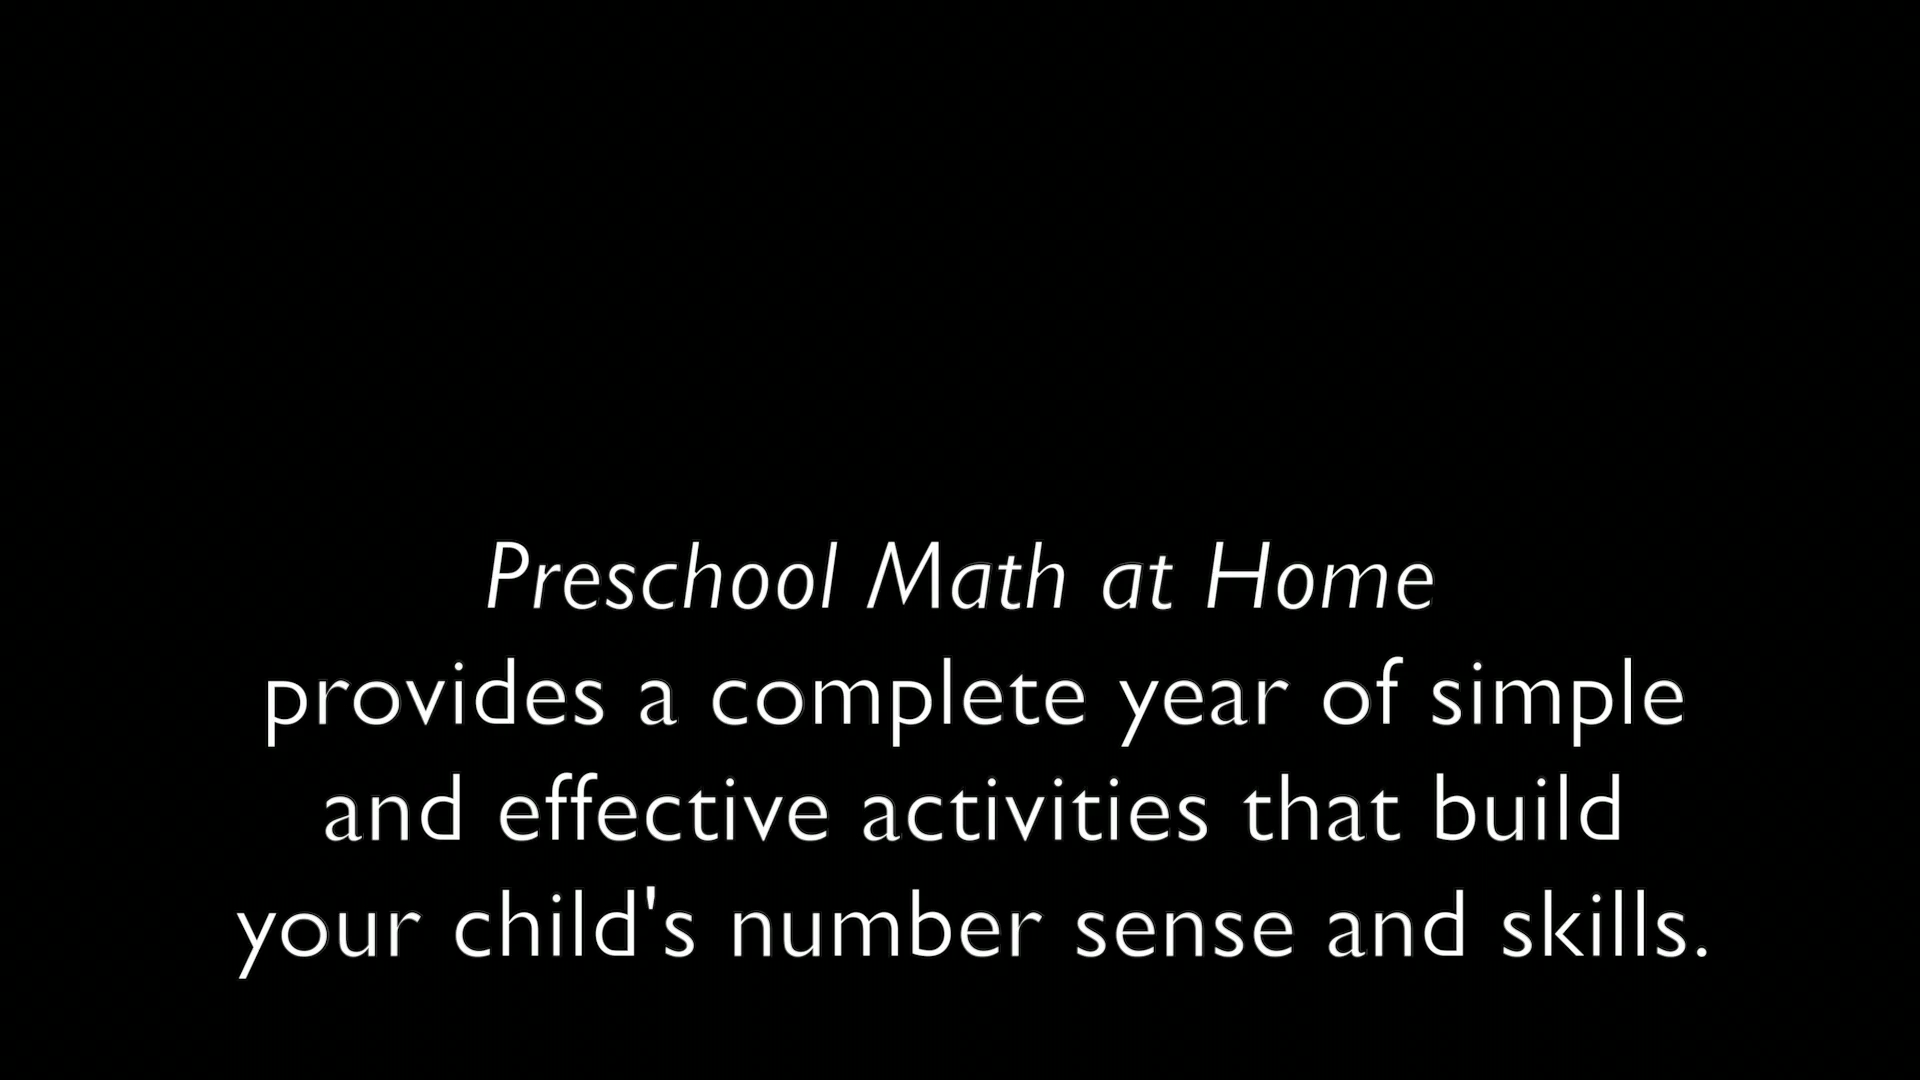 Preschool Math at Home
provides a complete year of simple
and effective activities that build
your child's number sense and skills.